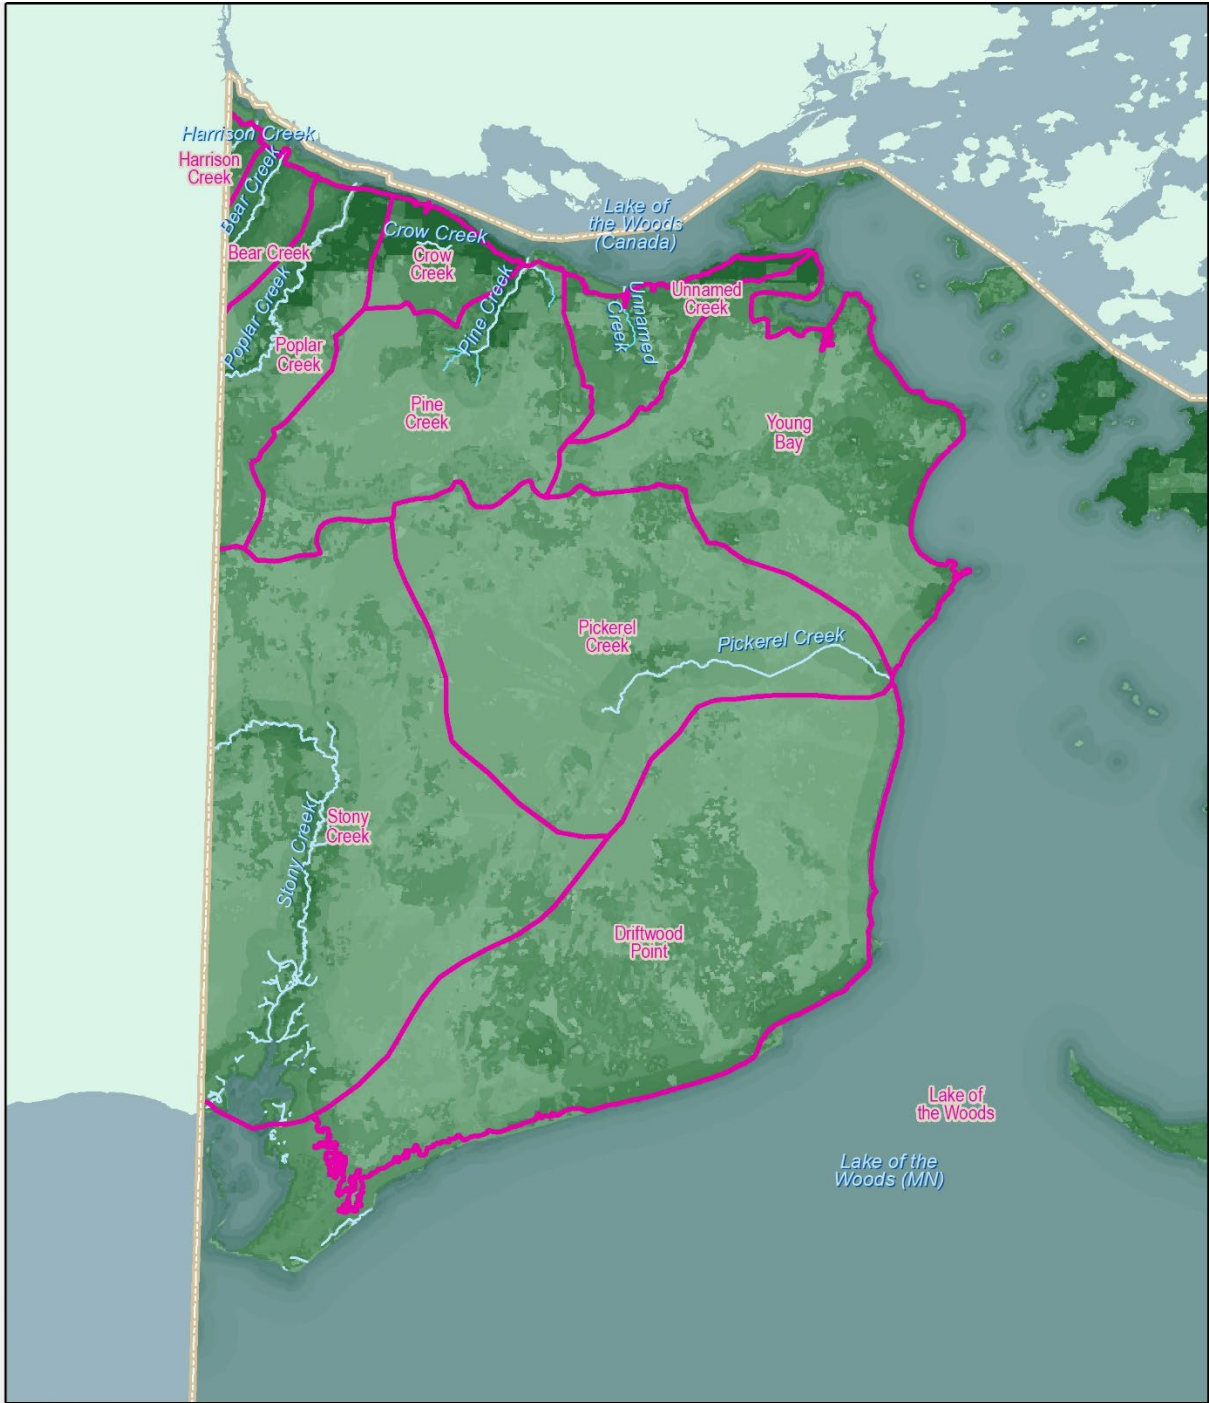 Harrison Creek
Harrison
Creek
Bear Creek
Bear Creek
Poplar Creek
Poplar
Creek
Crow Creek
Crow
Creek
Pine Creek
Pine
Creek
Lake of
the Woods
(Canada)
Unnamed
Creek
Unnamed
Creek
Young
Bay
Pickerel
Creek
Pickerel Creek
Stony Creek
Stony
Creek
Driftwood
Point
Lake of
the Woods
Lake of the
Woods (MN)